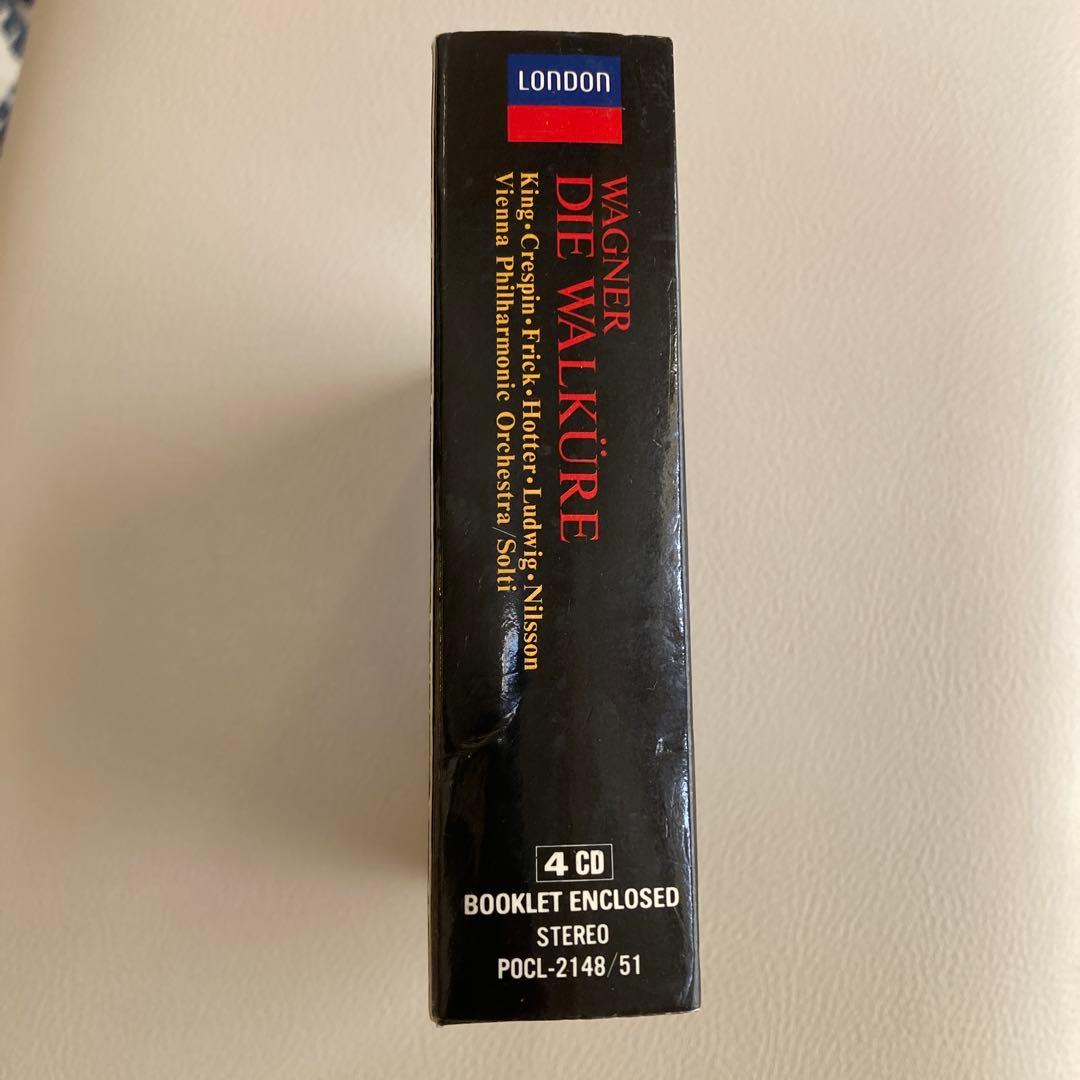 LONDON
WAGNER
DIE WALKÜRE
King•Crespin•Frick•Hotter•Ludwig•Nilsson
Vienna Philharmonic Orchestra/Solti
4 CD
BOOKLET ENCLOSED
STEREO
POCL-2148/51